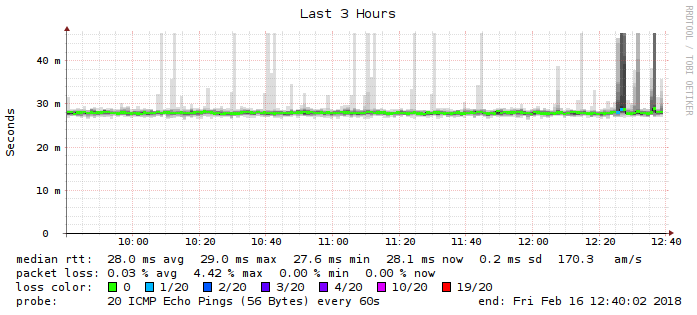 Last 3 Hours
RRDTOOL / TOBI OETIKER
Seconds
40 m
30 m
20 m
10 m
0
10:00 10:20 10:40 11:00 11:20 11:40 12:00 12:20 12:40
median rtt: 28.0 ms avg 29.0 ms max 27.6 ms min 28.1 ms now 0.2 ms sd 170.3 am/s
packet loss: 0.03 % avg 4.42 % max 0.00 % min 0.00 % now
loss color: 0 1/20 2/20 3/20 4/20 10/20 19/20
probe: 20 ICMP Echo Pings (56 Bytes) every 60s end: Fri Feb 16 12:40:02 2018